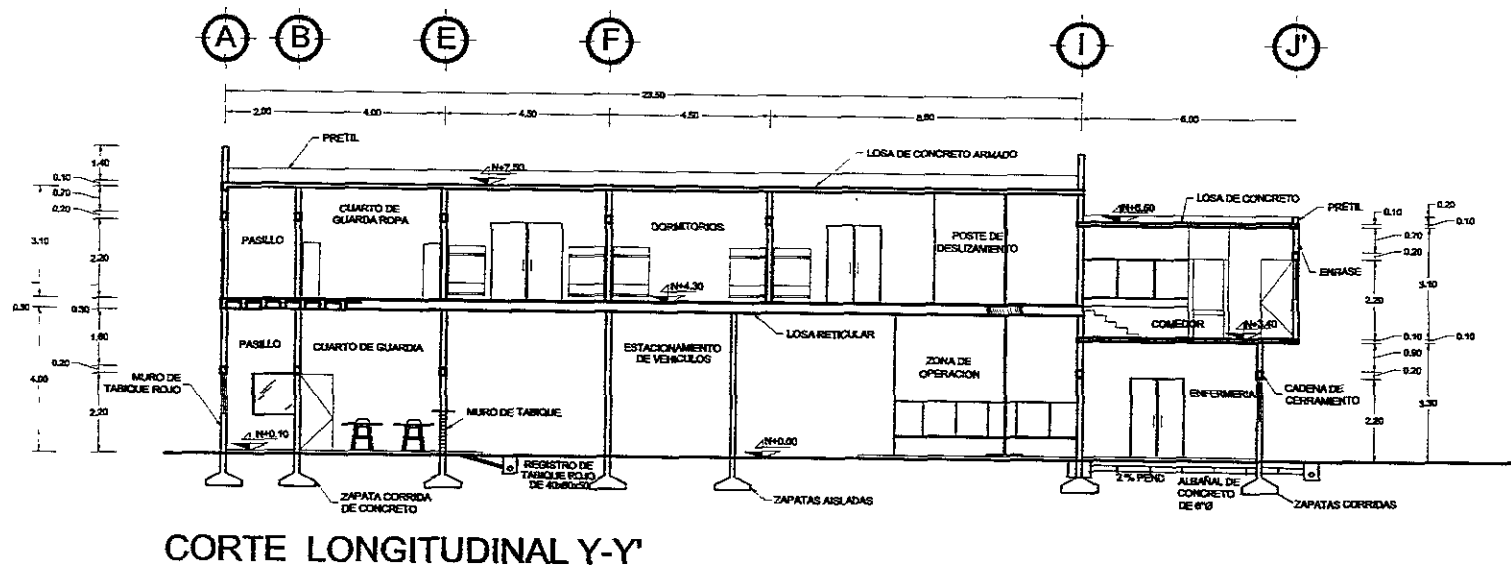 A B E F I J'
23.50
2.00 4.00 4.50 4.50 8.50 6.00
PRETIL
LOSA DE CONCRETO ARMADO
N+7.50
1.40
0.10
0.70
0.20
3.10
2.20
0.30
0.30
1.60
0.20
4.00
2.20
PASILLO
CUARTO DE
GUARDA ROPA
DORMITORIOS
POSTE DE
DESLIZAMIENTO
N+5.50
LOSA DE CONCRETO
PRETIL
ENRASE
N+4.30
LOSA RETICULAR
COMEDOR
N+3.40
0.10
0.70
0.20
2.20
0.10
0.90
0.20
2.20
0.20
0.10
3.10
0.10
3.30
PASILLO
CUARTO DE GUARDIA
ESTACIONAMIENTO
DE VEHICULOS
ZONA DE
OPERACION
ENFERMERIA
CADENA DE
CERRAMIENTO
MURO DE
TABIQUE ROJO
MURO DE TABIQUE
N+0.10
N+0.00
REGISTRO DE
TABIQUE ROJO
DE 40x60x50
ZAPATA CORRIDA
DE CONCRETO
ZAPATAS AISLADAS
2 % PEND
ALBAÑAL DE
CONCRETO
DE 6"Ø
ZAPATAS CORRIDAS
CORTE LONGITUDINAL Y-Y'